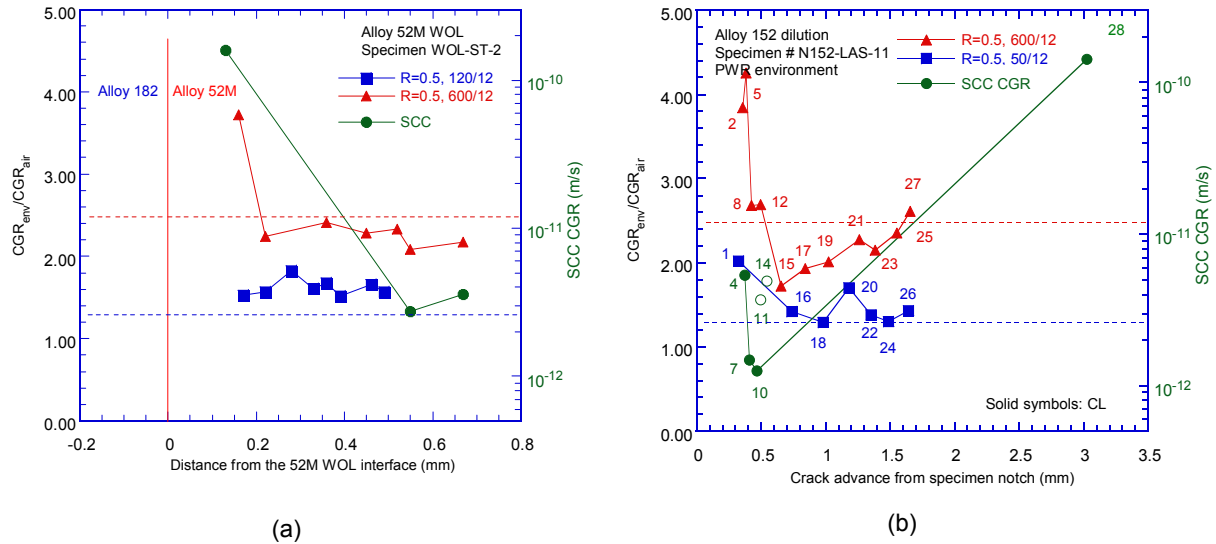 5.00
4.00
3.00
2.00
1.00
0.00
CGRenv/CGRair
Alloy 182
Alloy 52M
Alloy 52M WOL
Specimen WOL-ST-2
R=0.5, 120/12
R=0.5, 600/12
SCC
10-10
10-11
10-12
SCC CGR (m/s)
-0.2 0 0.2 0.4 0.6 0.8
Distance from the 52M WOL interface (mm)
(a)
5.00
4.00
3.00
2.00
1.00
0.00
CGRenv/CGRair
Alloy 152 dilution
Specimen # N152-LAS-11
PWR environment
R=0.5, 600/12
R=0.5, 50/12
SCC CGR
28
5
2
8
12
27
21
25
1
14
15
17
19
23
4
11
16
20
26
18
22
24
7
10
Solid symbols: CL
10-10
10-11
10-12
SCC CGR (m/s)
0 0.5 1 1.5 2 2.5 3 3.5
Crack advance from specimen notch (mm)
(b)